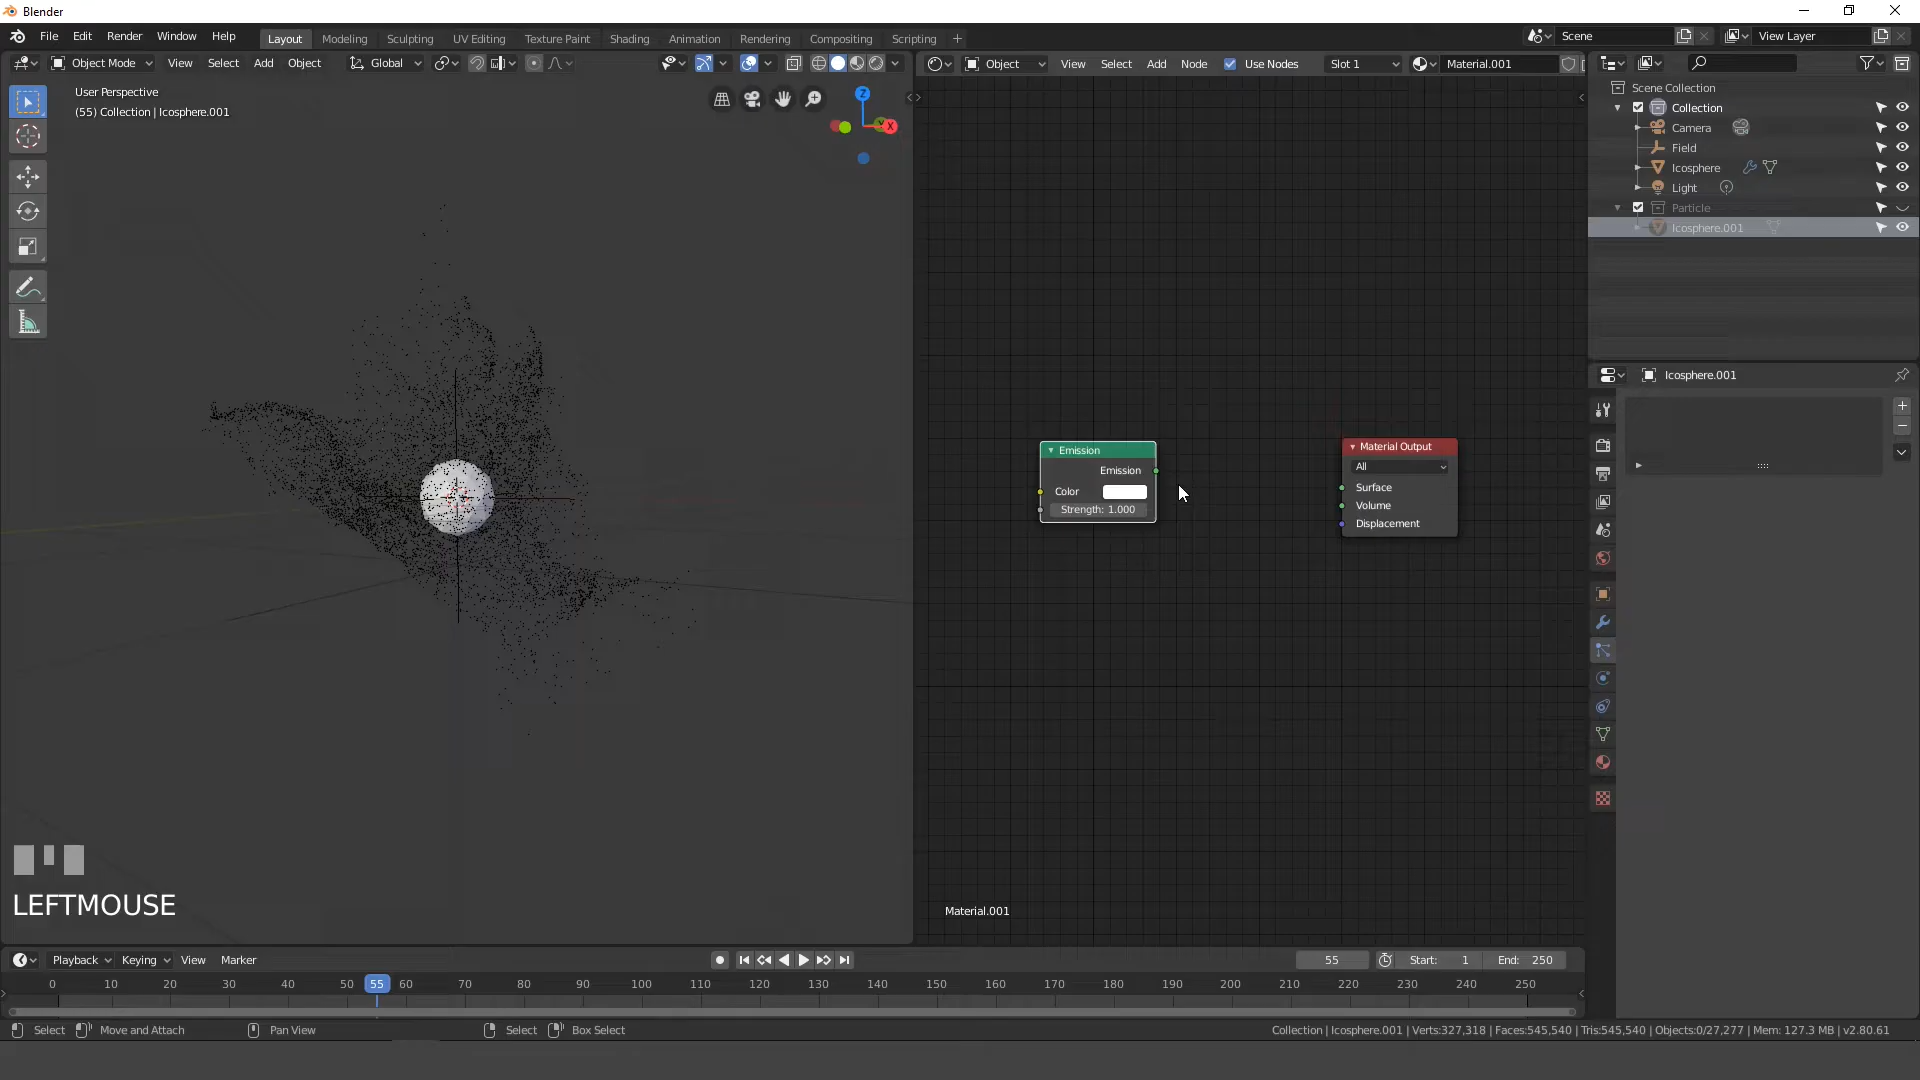 Blender
File Edit Render Window Help
Layout Modeling Sculpting UV Editing Texture Paint Shading Animation Rendering Compositing Scripting +
Scene
View Layer
Object Mode View Select Add Object
Global
Object View Select Add Node Use Nodes
Slot 1
Material.001
User Perspective
(55) Collection | Icosphere.001
Z
Y
X
Scene Collection
Collection
Camera
Field
Icosphere
Light
Particle
Icosphere.001
Icosphere.001
Emission
Emission
Color
Strength: 1.000
Material Output
All
Surface
Volume
Displacement
LEFTMOUSE
Material.001
Playback Keying View Marker
55
Start: 1
End: 250
0 10 20 30 40 50 55 60 70 80 90 100 110 120 130 140 150 160 170 180 190 200 210 220 230 240 250
Select Move and Attach Pan View Select Box Select
Collection | Icosphere.001 | Verts:327,318 | Faces:545,540 | Tris:545,540 | Objects:0/27,277 | Mem: 127.3 MB | v2.80.61